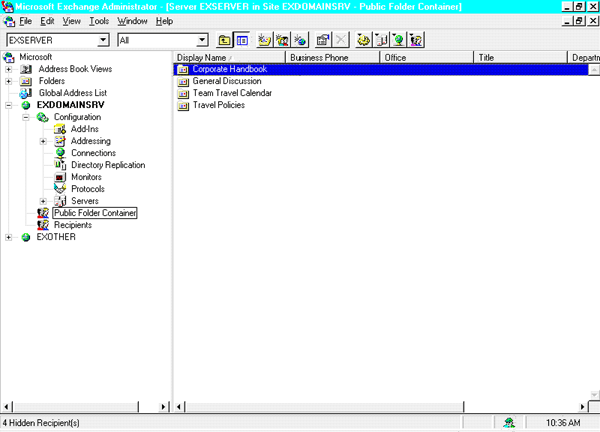 Microsoft Exchange Administrator - [Server EXSERVER in Site EXDOMAINSRV - Public Folder Container]
File Edit View Tools Window Help
EXSERVER All
Microsoft
Address Book Views
Folders
Global Address List
EXDOMAINSRV
Configuration
Add-Ins
Addressing
Connections
Directory Replication
Monitors
Protocols
Servers
Public Folder Container
Recipients
EXOTHER
Display Name Business Phone Office Title Departm
Corporate Handbook
General Discussion
Team Travel Calendar
Travel Policies
4 Hidden Recipient(s) 10:36 AM